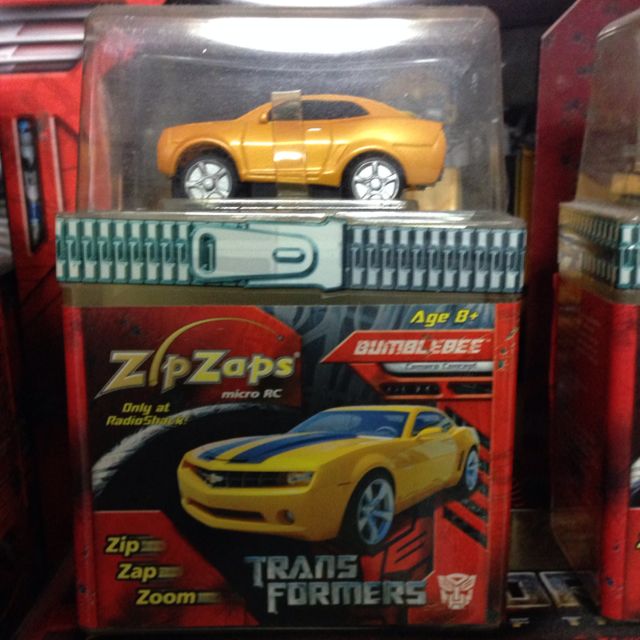 Age 8+
BUMBLEBEE
Camaro Concept
ZipZaps
micro RC
Only at
RadioShack!
Zip
Zap
Zoom
TRANS
FORMERS